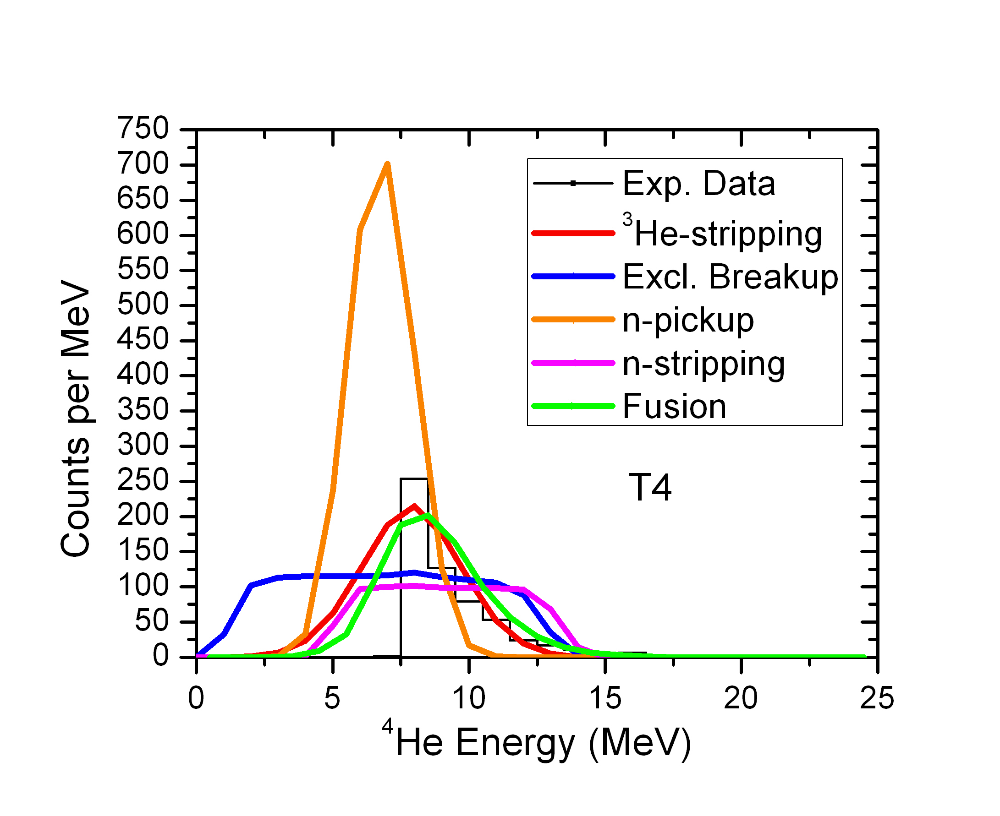 750
700
650
600
550
500
450
400
350
300
250
200
150
100
50
0
Counts per MeV
Exp. Data
³He-stripping
Excl. Breakup
n-pickup
n-stripping
Fusion
T4
0 5 10 15 20 25
⁴He Energy (MeV)